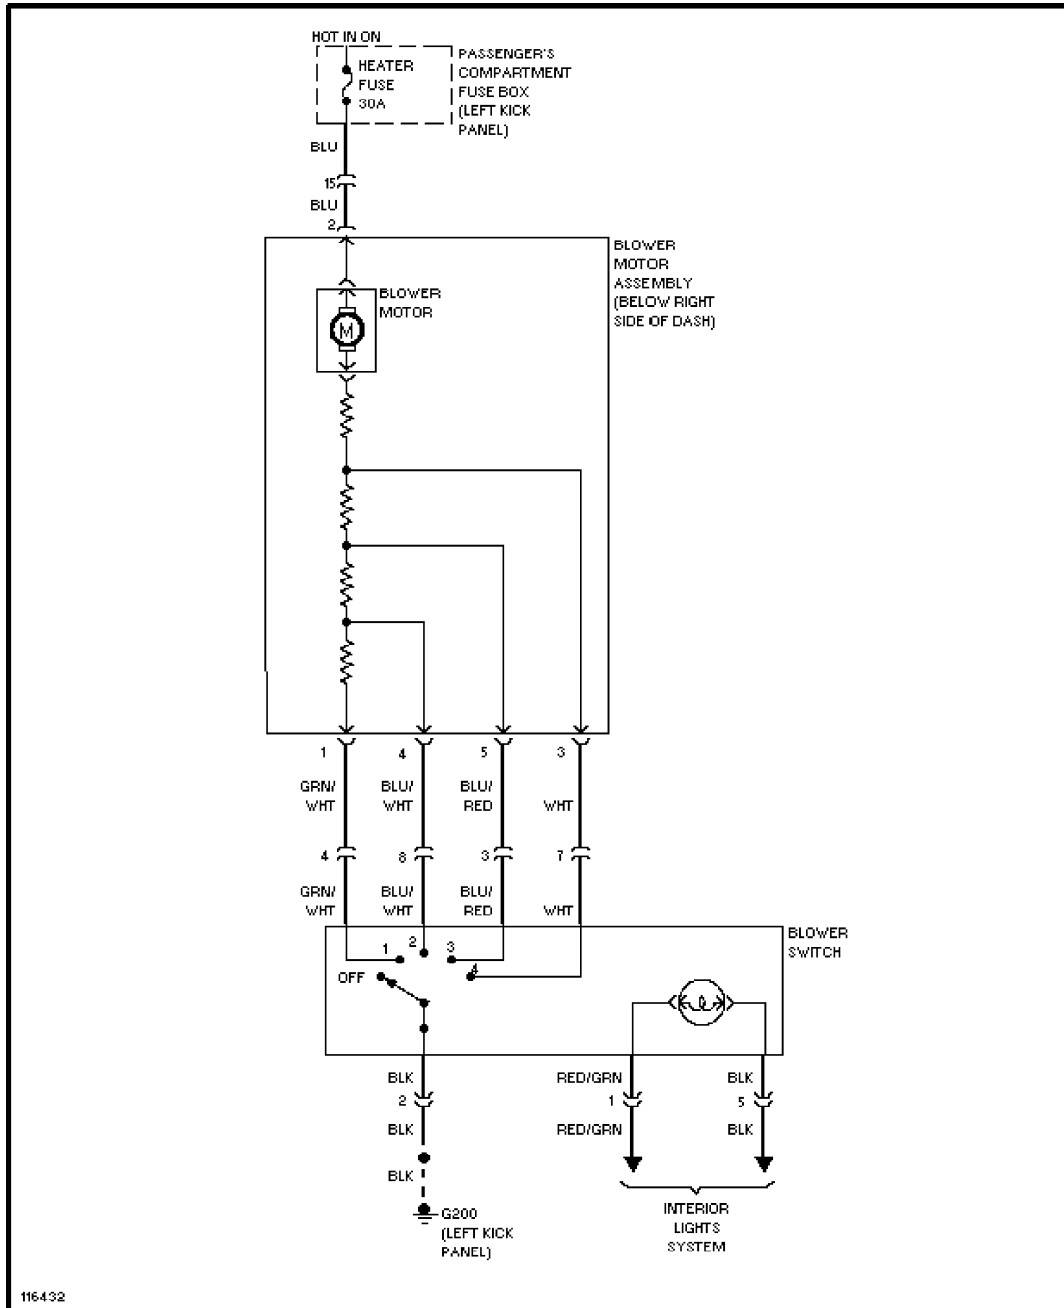 HOT IN ON
HEATER
FUSE
30A
PASSENGER'S
COMPARTMENT
FUSE BOX
(LEFT KICK
PANEL)
BLU
15
BLU
2
BLOWER
MOTOR
ASSEMBLY
(BELOW RIGHT
SIDE OF DASH)
BLOWER
MOTOR
M
1 4 5 3
GRN/ BLU/ BLU/
WHT WHT RED WHT
4 8 3 7
GRN/ BLU/ BLU/
WHT WHT RED WHT
BLOWER
SWITCH
1 2 3 4
OFF
BLK RED/GRN BLK
2 1 5
BLK RED/GRN BLK
BLK
G200
(LEFT KICK
PANEL)
INTERIOR
LIGHTS
SYSTEM
116432